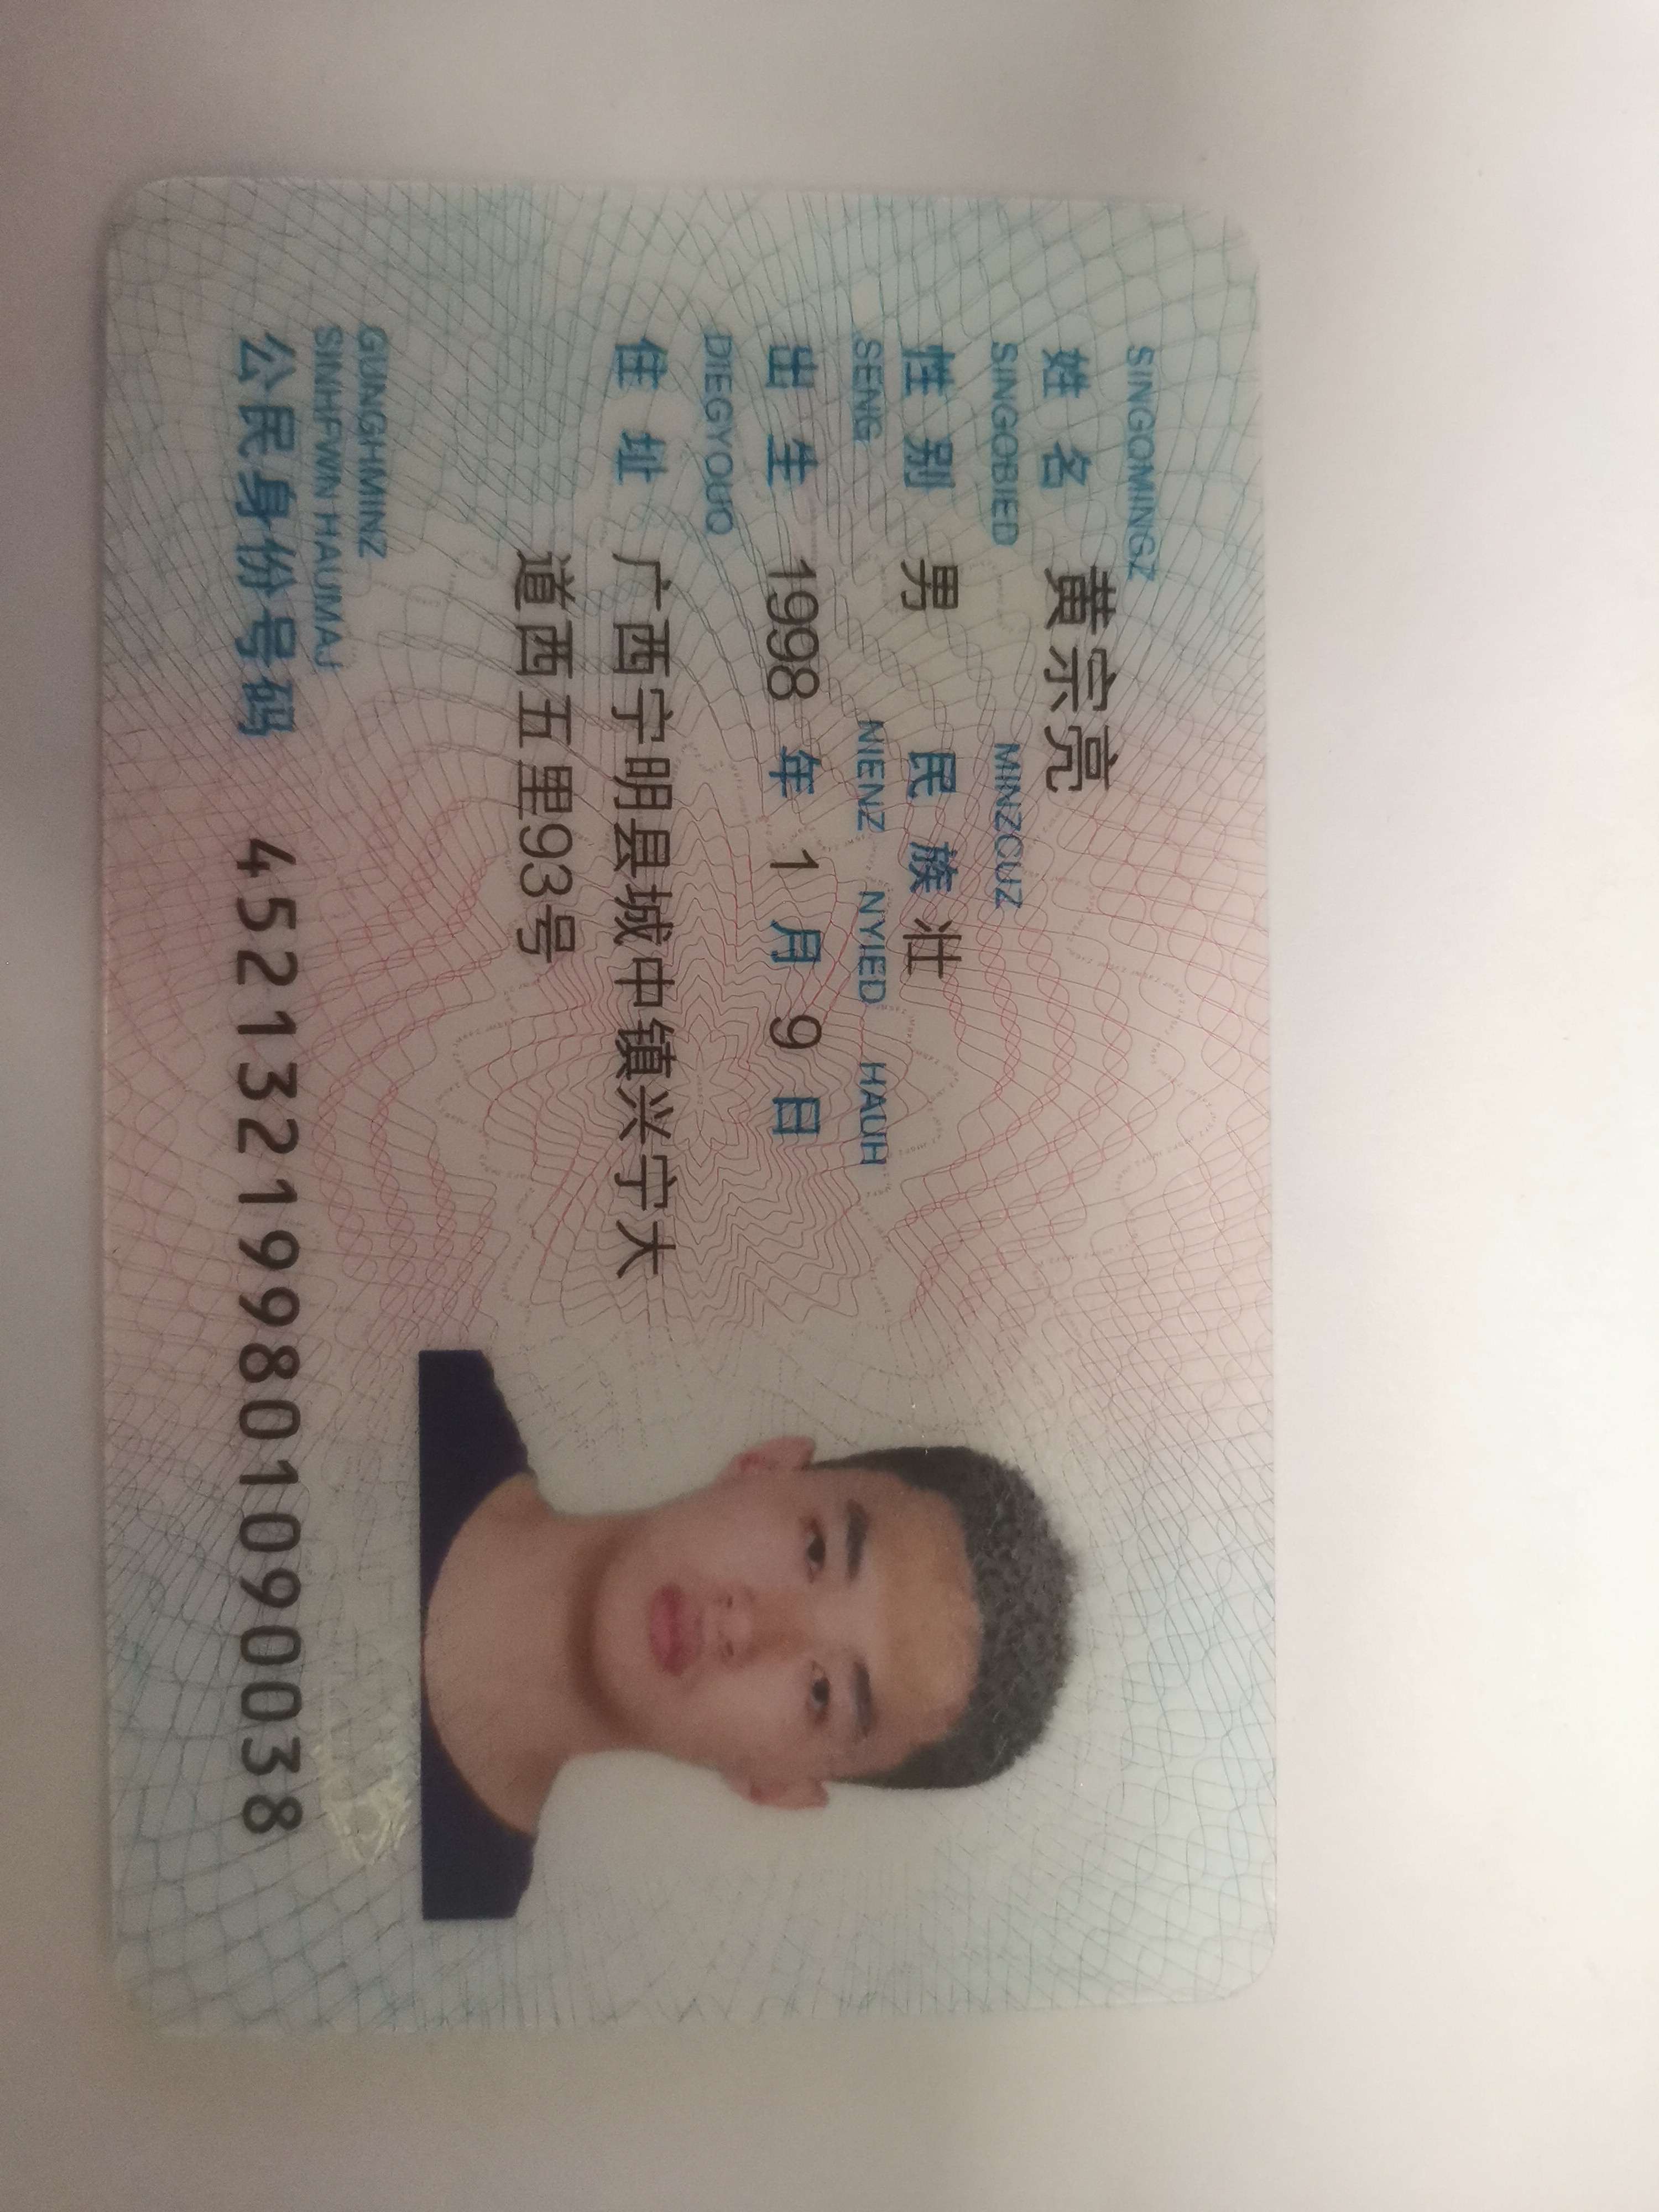 SINGQMINGZ
姓名 黄宗亮
SINGQBIED MINZCUZ
性别 男 民族 壮
SENG NIENZ NYIED HAUH
出生 1998 年 1 月 9 日
DIEGYOUQ
住址 广西宁明县城中镇兴宁大
道西五里93号
GUNGHMINZ
SINHFWN HAUMAJ
公民身份号码 452132199801090038